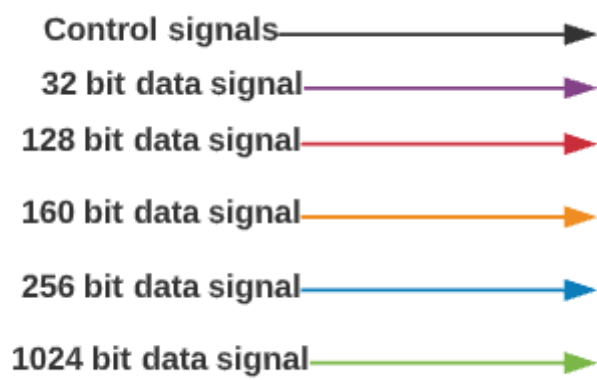 Control signals
32 bit data signal
128 bit data signal
160 bit data signal
256 bit data signal
1024 bit data signal